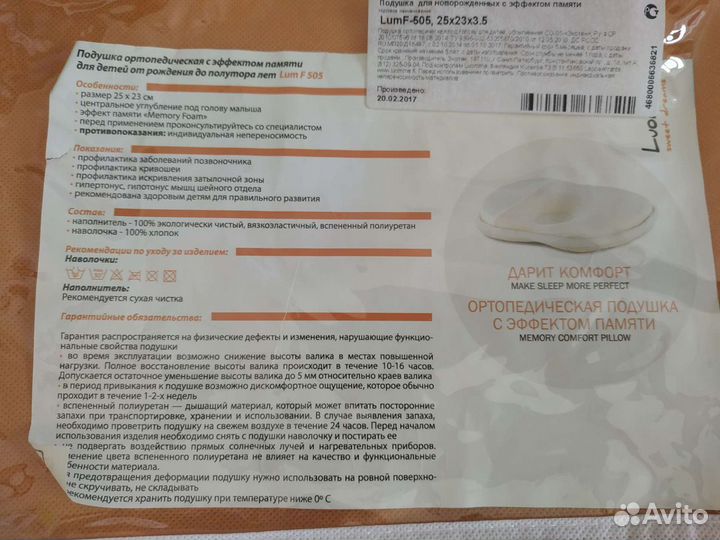 Подушка для новорожденных с эффектом памяти
LumF-505, 25x23x3.5
Произведено:
20.02.2017
4680006636821
sweet dreams
Подушка ортопедическая с эффектом памяти
для детей от рождения до полутора лет Lum F 505
Особенности:
• размер 25 х 23 см
• центральное углубление под голову малыша
• эффект памяти «Memory Foam»
• перед применением проконсультируйтесь со специалистом
• противопоказания: индивидуальная непереносимость
Показания:
• профилактика заболеваний позвоночника
• профилактика кривошеи
• профилактика искривления затылочной зоны
• гипертонус, гипотонус мышц шейного отдела
• рекомендована здоровым детям для правильного развития
Состав:
• наполнитель - 100% экологически чистый, вязкоэластичный, вспененный полиуретан
• наволочка - 100% хлопок
Рекомендации по уходу за изделием:
Наволочки:
Наполнитель:
Рекомендуется сухая чистка
Гарантийные обязательства:
Гарантия распространяется на физические дефекты и изменения, нарушающие функцио-
нальные свойства подушки
• во время эксплуатации возможно снижение высоты валика в местах повышенной
нагрузки. Полное восстановление высоты валика происходит в течение 10-16 часов.
Допускается остаточное уменьшение высоты валика до 5 мм относительно краев валика
• в период привыкания к подушке возможно дискомфортное ощущение, которое обычно
проходит в течение 1-2-х недель
• вспененный полиуретан — дышащий материал, который может впитать посторонние
запахи при транспортировке, хранении и использовании. В случае выявления запаха,
необходимо проветрить подушку на свежем воздухе в течение 24 часов. Перед началом
использования изделия необходимо снять с подушки наволочку и постирать ее
не подвергать воздействию прямых солнечных лучей и нагревательных приборов.
менение цвета вспененного полиуретана не влияет на качество и функциональные
бенности материала.
я предотвращения деформации подушку нужно использовать на ровной поверхно-
не скручивать, не складывать
екомендуется хранить подушку при температуре ниже 0° С
ДАРИТ КОМФОРТ
MAKE SLEEP MORE PERFECT
ОРТОПЕДИЧЕСКАЯ ПОДУШКА
С ЭФФЕКТОМ ПАМЯТИ
MEMORY COMFORT PILLOW
Avito